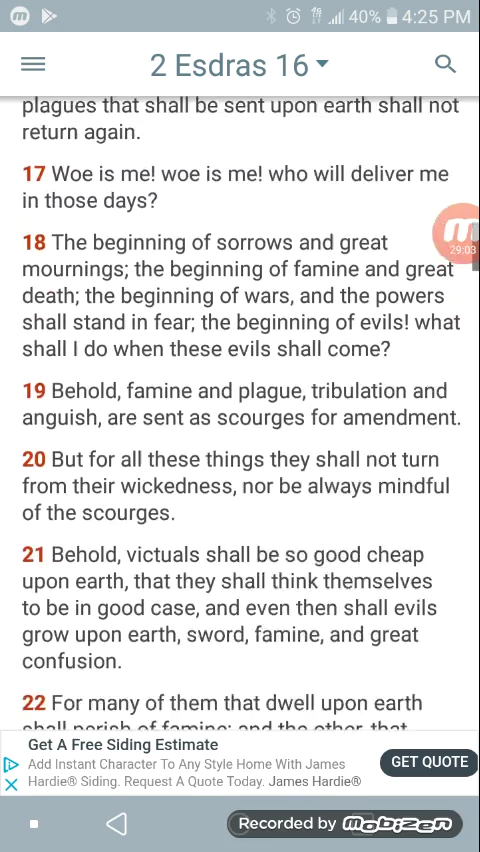 m 4G 40% 4:25 PM
2 Esdras 16
plagues that shall be sent upon earth shall not
return again.
17 Woe is me! woe is me! who will deliver me
in those days?
18 The beginning of sorrows and great
mournings; the beginning of famine and great
death; the beginning of wars, and the powers
shall stand in fear; the beginning of evils! what
shall I do when these evils shall come?
m
29:03
19 Behold, famine and plague, tribulation and
anguish, are sent as scourges for amendment.
20 But for all these things they shall not turn
from their wickedness, nor be always mindful
of the scourges.
21 Behold, victuals shall be so good cheap
upon earth, that they shall think themselves
to be in good case, and even then shall evils
grow upon earth, sword, famine, and great
confusion.
22 For many of them that dwell upon earth
shall perish of famine; and the other, that
Get A Free Siding Estimate
Add Instant Character To Any Style Home With James
Hardie® Siding. Request A Quote Today. James Hardie®
GET QUOTE
Recorded by mobizen